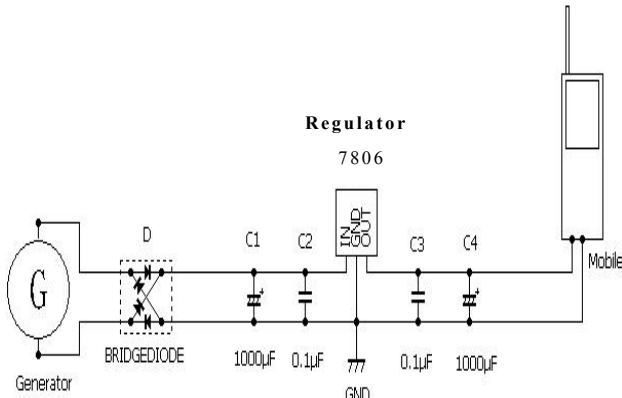 Regulator
7806
IN
GND
OUT
D
C1
C2
C3
C4
G
Mobile
BRIDGEDIODE
1000µF
0.1µF
0.1µF
1000µF
Generator
GND